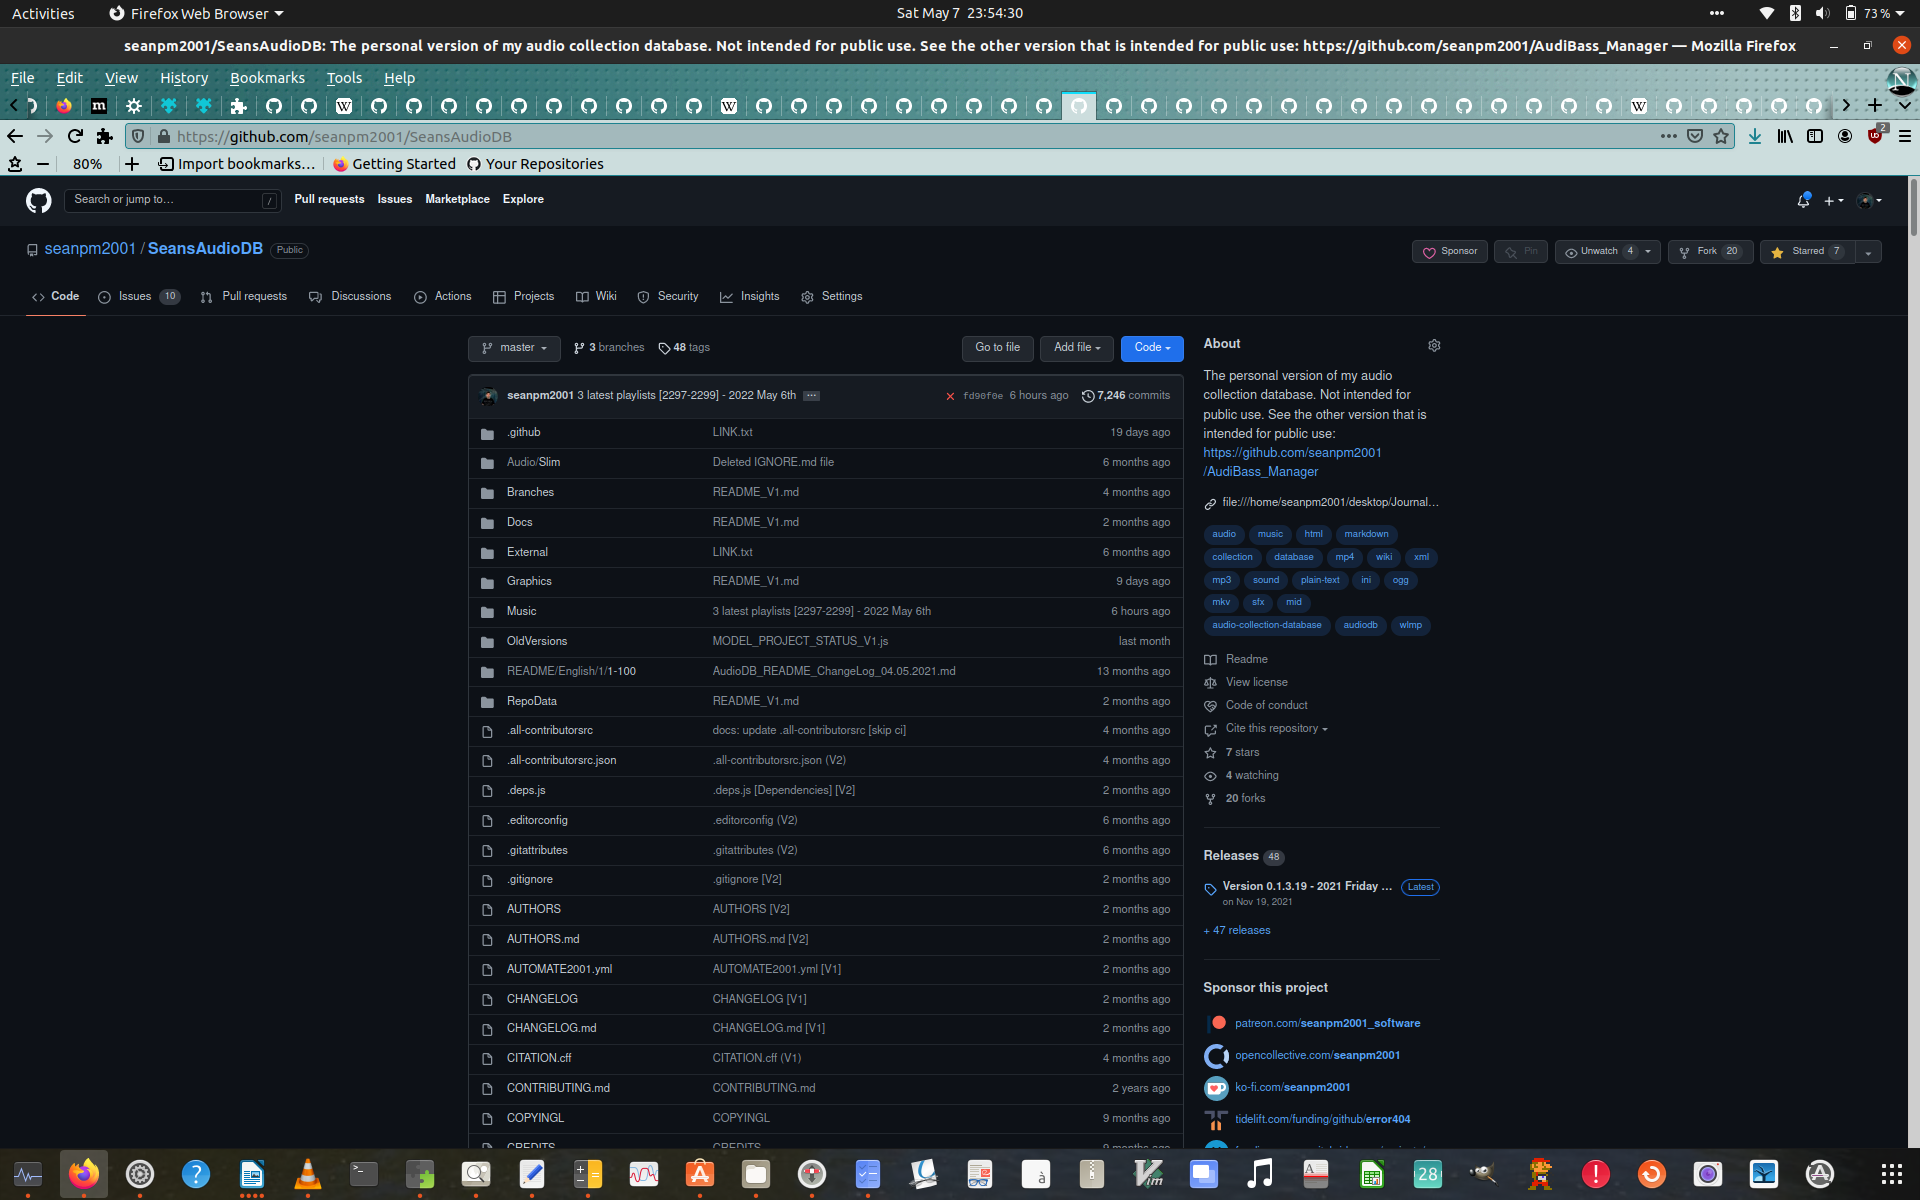 Activities
Firefox Web Browser
Sat May 7 23:54:30
73 %
seanpm2001/SeansAudioDB: The personal version of my audio collection database. Not intended for public use. See the other version that is intended for public use: https://github.com/seanpm2001/AudiBass_Manager — Mozilla Firefox
File Edit View History Bookmarks Tools Help
https://github.com/seanpm2001/SeansAudioDB
2
80% Import bookmarks… Getting Started Your Repositories
Search or jump to… /
Pull requests Issues Marketplace Explore
seanpm2001 / SeansAudioDB Public
Sponsor Pin Unwatch 4 Fork 20 Starred 7
Code Issues 10 Pull requests Discussions Actions Projects Wiki Security Insights Settings
master 3 branches 48 tags Go to file Add file Code
seanpm2001 3 latest playlists [2297-2299] - 2022 May 6th fd90f0e 6 hours ago 7,246 commits
.github LINK.txt 19 days ago
Audio/Slim Deleted IGNORE.md file 6 months ago
Branches README_V1.md 4 months ago
Docs README_V1.md 2 months ago
External LINK.txt 6 months ago
Graphics README_V1.md 9 days ago
Music 3 latest playlists [2297-2299] - 2022 May 6th 6 hours ago
OldVersions MODEL_PROJECT_STATUS_V1.js last month
README/English/1/1-100 AudioDB_README_ChangeLog_04.05.2021.md 13 months ago
RepoData README_V1.md 2 months ago
.all-contributorsrc docs: update .all-contributorsrc [skip ci] 4 months ago
.all-contributorsrc.json .all-contributorsrc.json (V2) 4 months ago
.deps.js .deps.js [Dependencies] [V2] 2 months ago
.editorconfig .editorconfig (V2) 6 months ago
.gitattributes .gitattributes (V2) 6 months ago
.gitignore .gitignore [V2] 2 months ago
AUTHORS AUTHORS [V2] 2 months ago
AUTHORS.md AUTHORS.md [V2] 2 months ago
AUTOMATE2001.yml AUTOMATE2001.yml [V1] 2 months ago
CHANGELOG CHANGELOG [V1] 2 months ago
CHANGELOG.md CHANGELOG.md [V1] 2 months ago
CITATION.cff CITATION.cff (V1) 4 months ago
CONTRIBUTING.md CONTRIBUTING.md 2 years ago
COPYINGL COPYINGL 9 months ago
CREDITS CREDITS 9 months ago
About
The personal version of my audio
collection database. Not intended for
public use. See the other version that is
intended for public use:
https://github.com/seanpm2001
/AudiBass_Manager
file:///home/seanpm2001/desktop/Journal…
audio music html markdown
collection database mp4 wiki xml
mp3 sound plain-text ini ogg
mkv sfx mid
audio-collection-database audiodb wlmp
Readme
View license
Code of conduct
Cite this repository
7 stars
4 watching
20 forks
Releases 48
Version 0.1.3.19 - 2021 Friday ... Latest
on Nov 19, 2021
+ 47 releases
Sponsor this project
patreon.com/seanpm2001_software
opencollective.com/seanpm2001
ko-fi.com/seanpm2001
tidelift.com/funding/github/error404
28